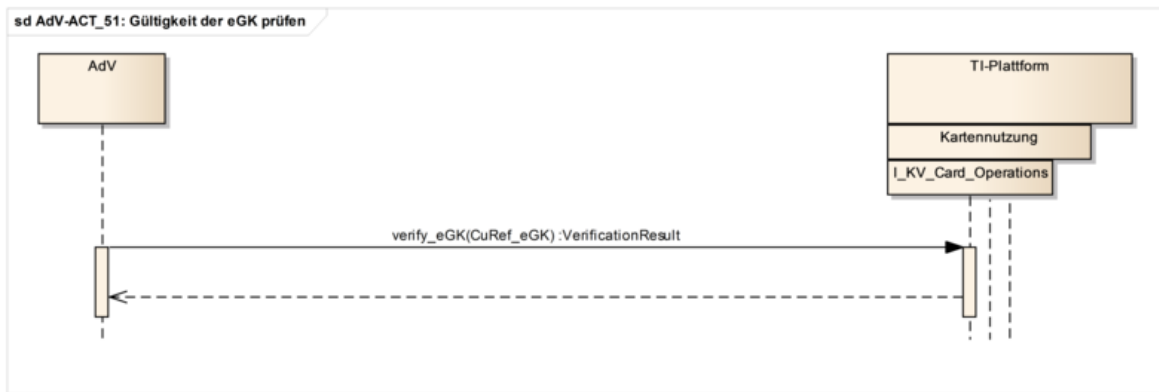 sd AdV-ACT_51: Gültigkeit der eGK prüfen
AdV
TI-Plattform
Kartennutzung
I_KV_Card_Operations
verify_eGK(CuRef_eGK) :VerificationResult